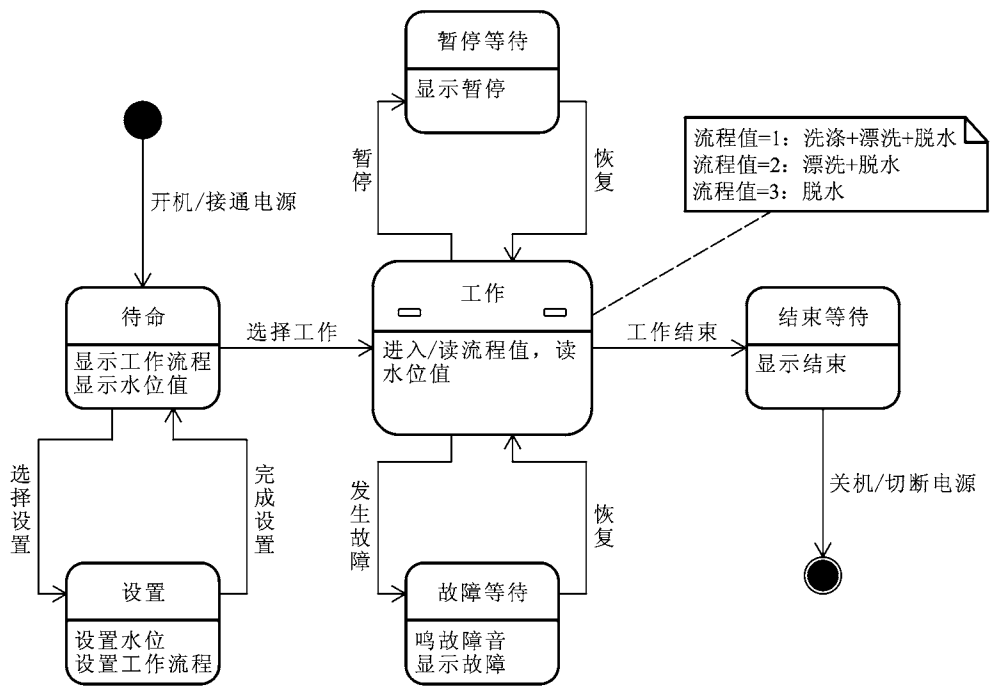 暂停等待
显示暂停
流程值=1：洗涤+漂洗+脱水
流程值=2：漂洗+脱水
流程值=3：脱水
暂停
恢复
开机/接通电源
工作
进入/读流程值，读
水位值
待命
显示工作流程
显示水位值
选择工作
工作结束
结束等待
显示结束
选择设置
完成设置
发生故障
恢复
关机/切断电源
设置
设置水位
设置工作流程
故障等待
鸣故障音
显示故障